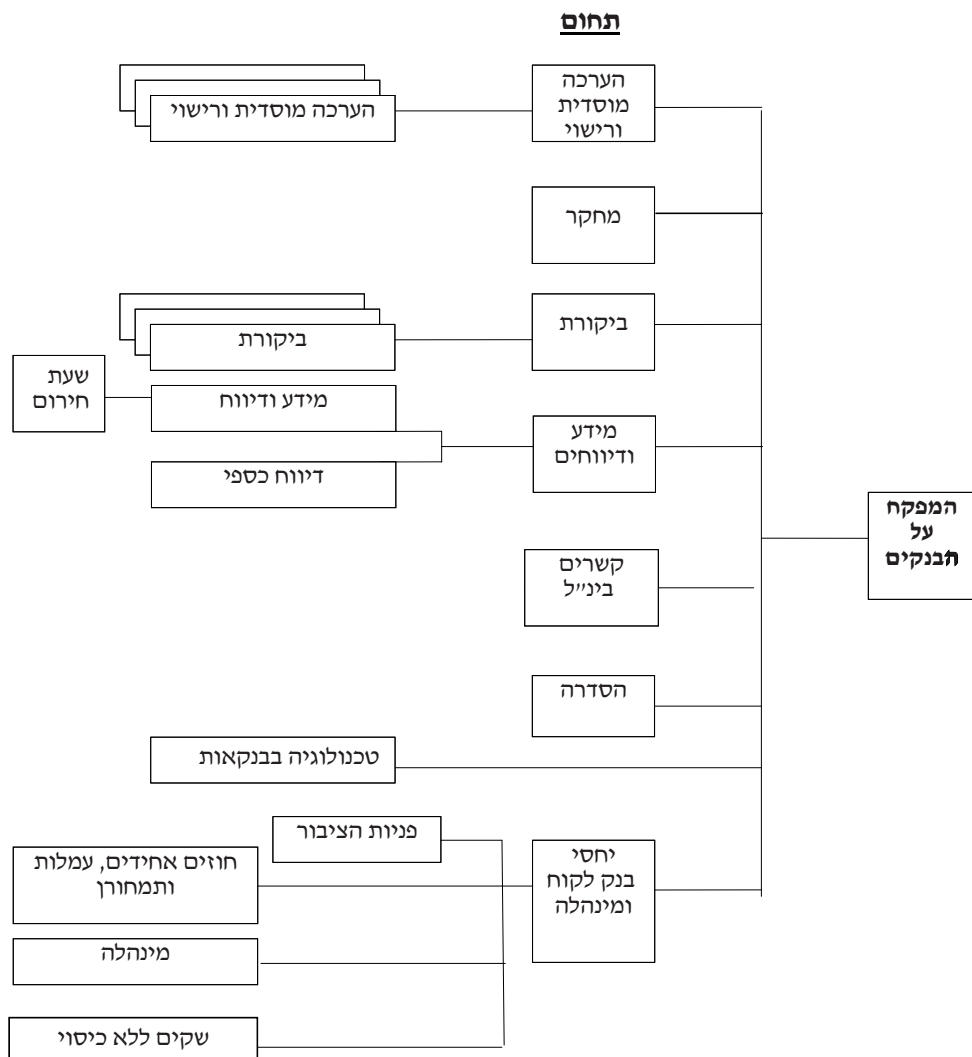 תחום
הערכה
מוסדית
ורישוי
הערכה מוסדית ורישוי
מחקר
ביקורת
ביקורת
שעת
חירום
מידע ודיווח
מידע
ודיווחים
דיווח כספי
המפקח
על
הבנקים
קשרים
בינ״ל
הסדרה
טכנולוגיה בבנקאות
פניות הציבור
יחסי
בנק לקוח
ומינהלה
חוזים אחידים, עמלות
ותמחורן
מינהלה
שקים ללא כיסוי